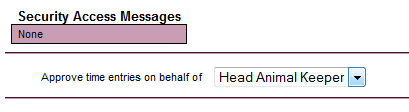 Security Access Messages
None
Approve time entries on behalf of Head Animal Keeper